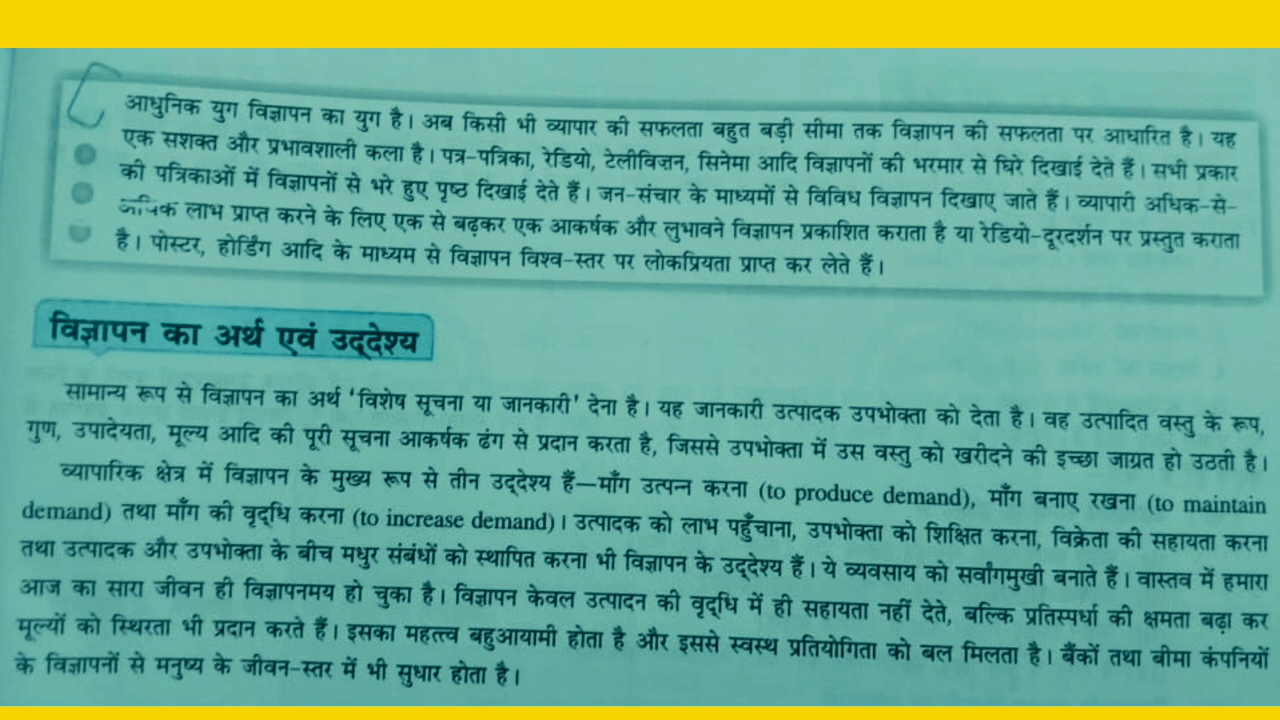 आधुनिक युग विज्ञापन का युग है। अब किसी भी व्यापार की सफलता बहुत बड़ी सीमा तक विज्ञापन की सफलता पर आधारित है। यह
एक सशक्त और प्रभावशाली कला है। पत्र-पत्रिका, रेडियो, टेलीविज़न, सिनेमा आदि विज्ञापनों की भरमार से घिरे दिखाई देते हैं। सभी प्रकार
की पत्रिकाओं में विज्ञापनों से भरे हुए पृष्ठ दिखाई देते हैं। जन-संचार के माध्यमों से विविध विज्ञापन दिखाए जाते हैं। व्यापारी अधिक-से-
अधिक लाभ प्राप्त करने के लिए एक से बढ़कर एक आकर्षक और लुभावने विज्ञापन प्रकाशित कराता है या रेडियो-दूरदर्शन पर प्रस्तुत कराता
है। पोस्टर, होर्डिंग आदि के माध्यम से विज्ञापन विश्व-स्तर पर लोकप्रियता प्राप्त कर लेते हैं।
विज्ञापन का अर्थ एवं उद्देश्य
सामान्य रूप से विज्ञापन का अर्थ 'विशेष सूचना या जानकारी' देना है। यह जानकारी उत्पादक उपभोक्ता को देता है। वह उत्पादित वस्तु के रूप,
गुण, उपादेयता, मूल्य आदि की पूरी सूचना आकर्षक ढंग से प्रदान करता है, जिससे उपभोक्ता में उस वस्तु को खरीदने की इच्छा जाग्रत हो उठती है।
व्यापारिक क्षेत्र में विज्ञापन के मुख्य रूप से तीन उद्देश्य हैं—माँग उत्पन्न करना (to produce demand), माँग बनाए रखना (to maintain
demand) तथा माँग की वृद्धि करना (to increase demand)। उत्पादक को लाभ पहुँचाना, उपभोक्ता को शिक्षित करना, विक्रेता की सहायता करना
तथा उत्पादक और उपभोक्ता के बीच मधुर संबंधों को स्थापित करना भी विज्ञापन के उद्देश्य हैं। ये व्यवसाय को सर्वांगमुखी बनाते हैं। वास्तव में हमारा
आज का सारा जीवन ही विज्ञापनमय हो चुका है। विज्ञापन केवल उत्पादन की वृद्धि में ही सहायता नहीं देते, बल्कि प्रतिस्पर्धा की क्षमता बढ़ा कर
मूल्यों को स्थिरता भी प्रदान करते हैं। इसका महत्त्व बहुआयामी होता है और इससे स्वस्थ प्रतियोगिता को बल मिलता है। बैंकों तथा बीमा कंपनियों
के विज्ञापनों से मनुष्य के जीवन-स्तर में भी सुधार होता है।